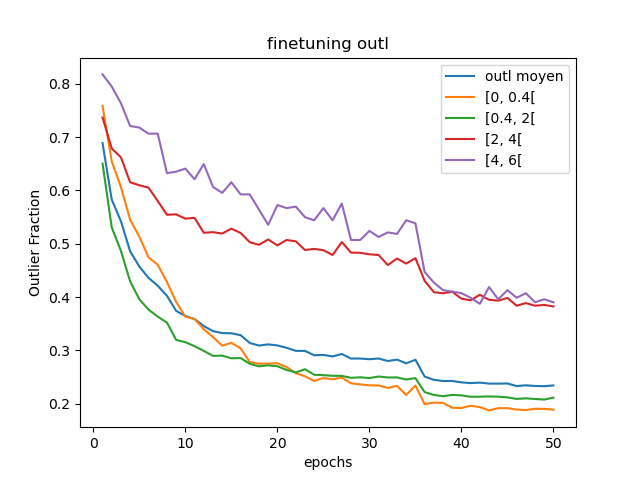 finetuning outl
outl moyen
[0, 0.4[
[0.4, 2[
[2, 4[
[4, 6[
Outlier Fraction
0.8
0.7
0.6
0.5
0.4
0.3
0.2
0 10 20 30 40 50
epochs